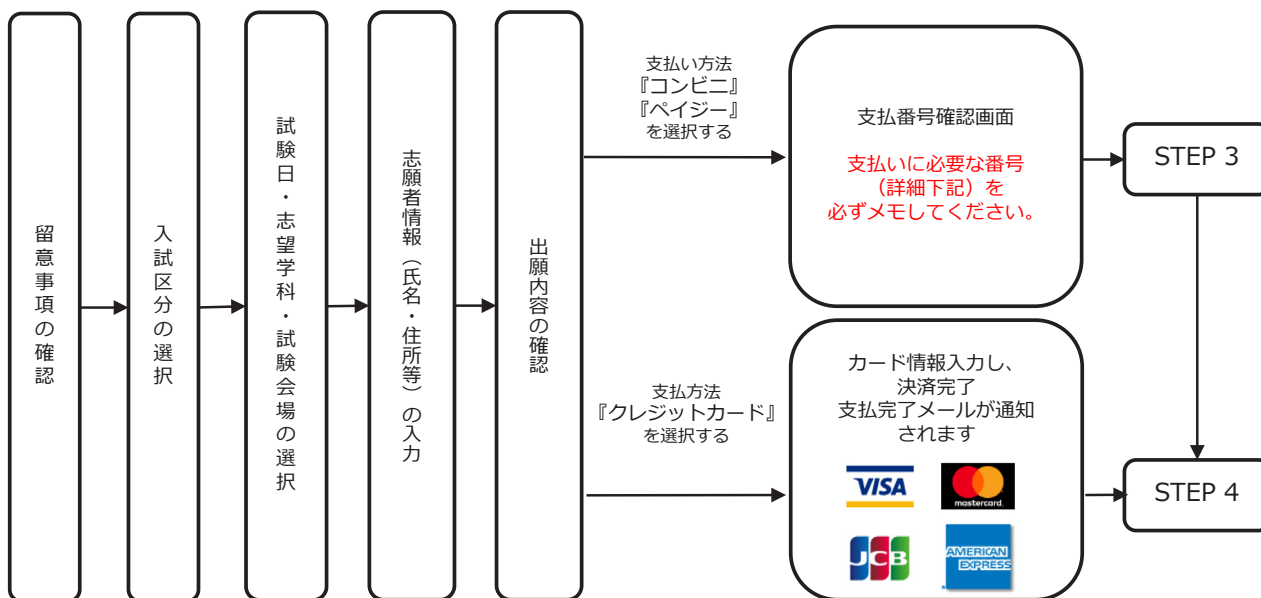 留意事項の確認
入試区分の選択
試験日・志望学科・試験会場の選択
志願者情報（氏名・住所等）の入力
出願内容の確認
支払い方法
『コンビニ』
『ペイジー』
を選択する
支払番号確認画面
支払いに必要な番号
（詳細下記）を
必ずメモしてください。
STEP 3
支払方法
『クレジットカード』
を選択する
カード情報入力し、
決済完了
支払完了メールが通知
されます
VISA
mastercard.
JCB
AMERICAN
EXPRESS
STEP 4